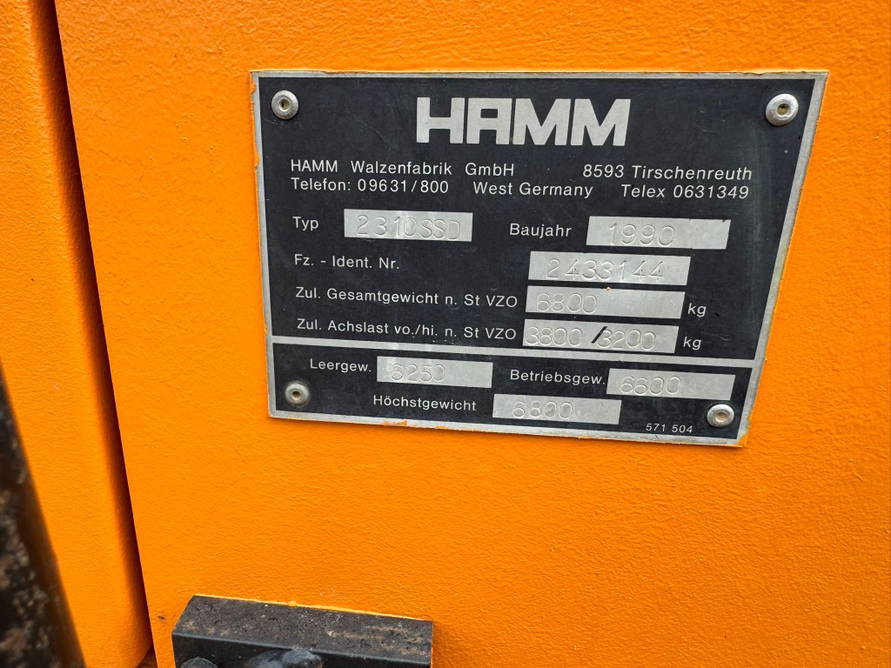 HAMM
HAMM Walzenfabrik GmbH 8593 Tirschenreuth
Telefon: 09631/800 West Germany Telex 0631349
Typ 2310SSD Baujahr 1990
Fz. - Ident. Nr. 2433144
Zul. Gesamtgewicht n. St VZO 6800 kg
Zul. Achslast vo./hi. n. St VZO 3800/3200 kg
Leergew. 6250 Betriebsgew. 6600
Höchstgewicht 6800
571 504